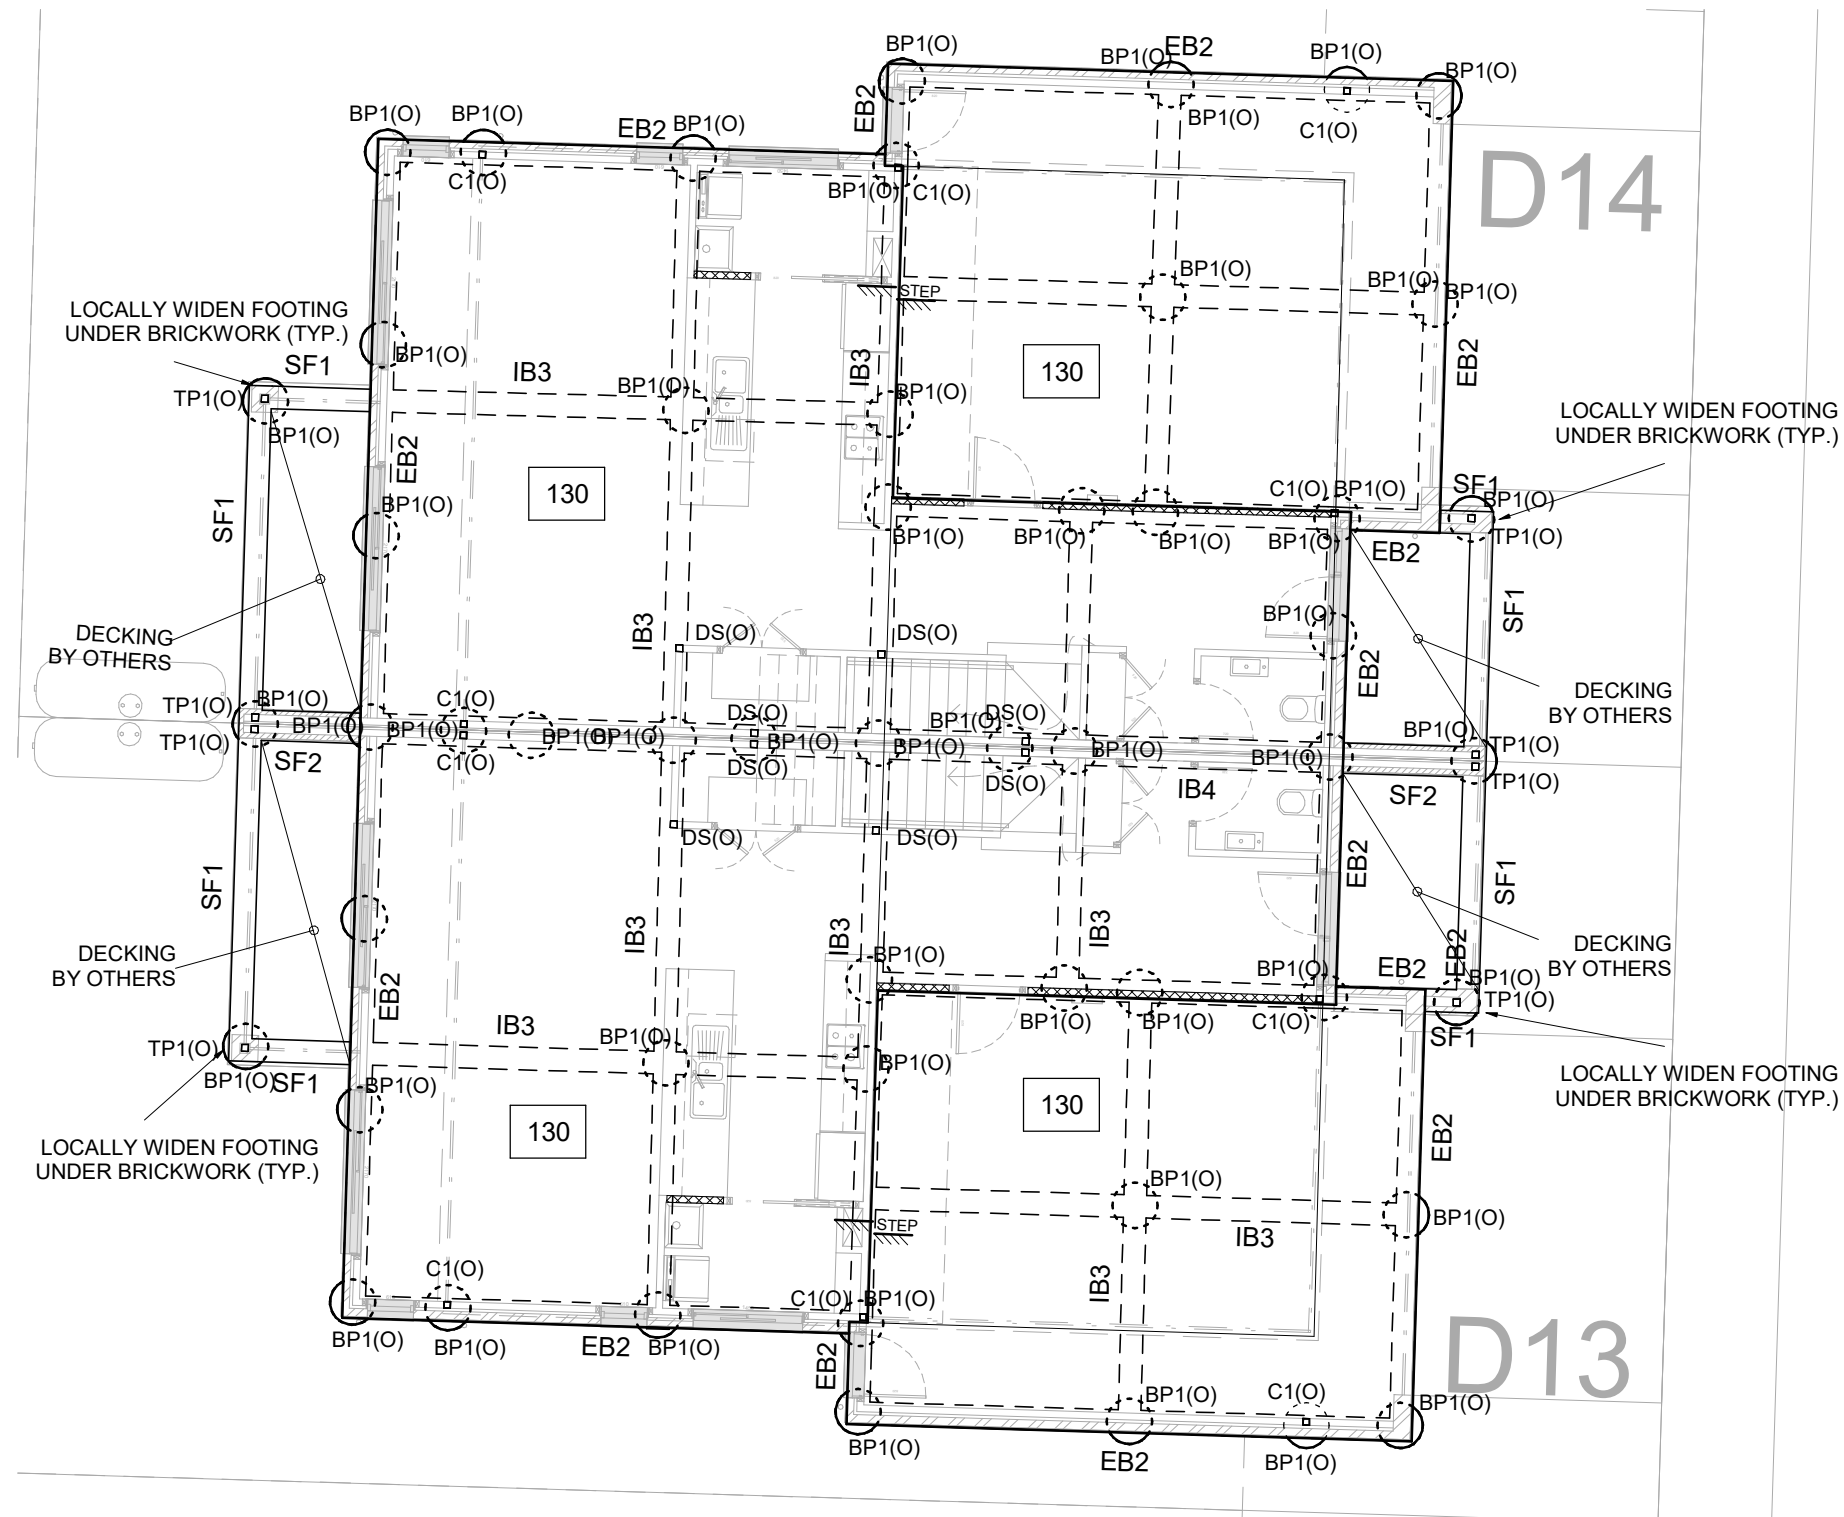 BP1(O)
BP1(O)
EB2
BP1(O)
BP1(O)
EB2
BP1(O)
C1(O)
BP1(O)
BP1(O)
EB2
BP1(O)
C1(O)
BP1(O)
C1(O)
D14
BP1(O)
STEP
BP1(O)
BP1(O)
LOCALLY WIDEN FOOTING
UNDER BRICKWORK (TYP.)
SF1
BP1(O)
IB3
BP1(O)
IB3
BP1(O)
130
EB2
TP1(O)
BP1(O)
LOCALLY WIDEN FOOTING
UNDER BRICKWORK (TYP.)
EB2
130
SF1
BP1(O)
C1(O)
BP1(O)
SF1
BP1(O)
TP1(O)
BP1(O)
BP1(O)
BP1(O)
BP1(O)
EB2
SF1
BP1(O)
DECKING
BY OTHERS
IB3
DS(O)
DS(O)
EB2
DECKING
BY OTHERS
TP1(O)
BP1(O)
BP1(O)
C1(O)
BP1(O)
DS(O)
BP1(O)
DS(O)
BP1(O)
TP1(O)
TP1(O)
BP1(O)
BP1(O)
BP1(O)
BP1(O)
BP1(O)
BP1(O)
TP1(O)
SF2
C1(O)
DS(O)
DS(O)
IB4
SF2
DS(O)
DS(O)
EB2
SF1
SF1
DECKING
BY OTHERS
IB3
IB3
IB3
EB2
DECKING
BY OTHERS
BP1(O)
BP1(O)
EB2
BP1(O)
TP1(O)
EB2
IB3
BP1(O)
BP1(O)
C1(O)
SF1
TP1(O)
BP1(O)
BP1(O)
SF1
BP1(O)
LOCALLY WIDEN FOOTING
UNDER BRICKWORK (TYP.)
130
130
EB2
LOCALLY WIDEN FOOTING
UNDER BRICKWORK (TYP.)
BP1(O)
STEP
BP1(O)
IB3
IB3
C1(O)
C1(O)
BP1(O)
BP1(O)
BP1(O)
EB2
BP1(O)
EB2
D13
BP1(O)
C1(O)
BP1(O)
BP1(O)
EB2
BP1(O)